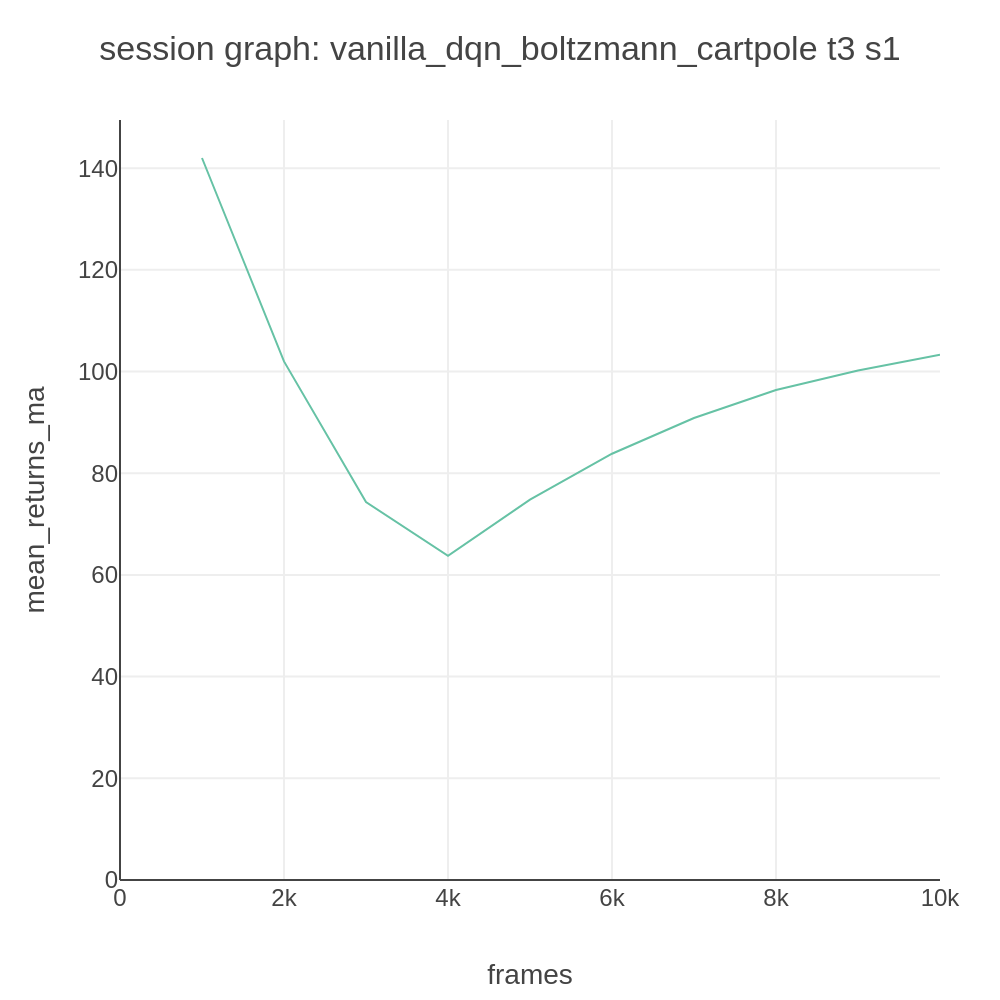 session graph: vanilla_dqn_boltzmann_cartpole t3 s1
mean_returns_ma
140
120
100
80
60
40
20
0
0 2k 4k 6k 8k 10k
frames